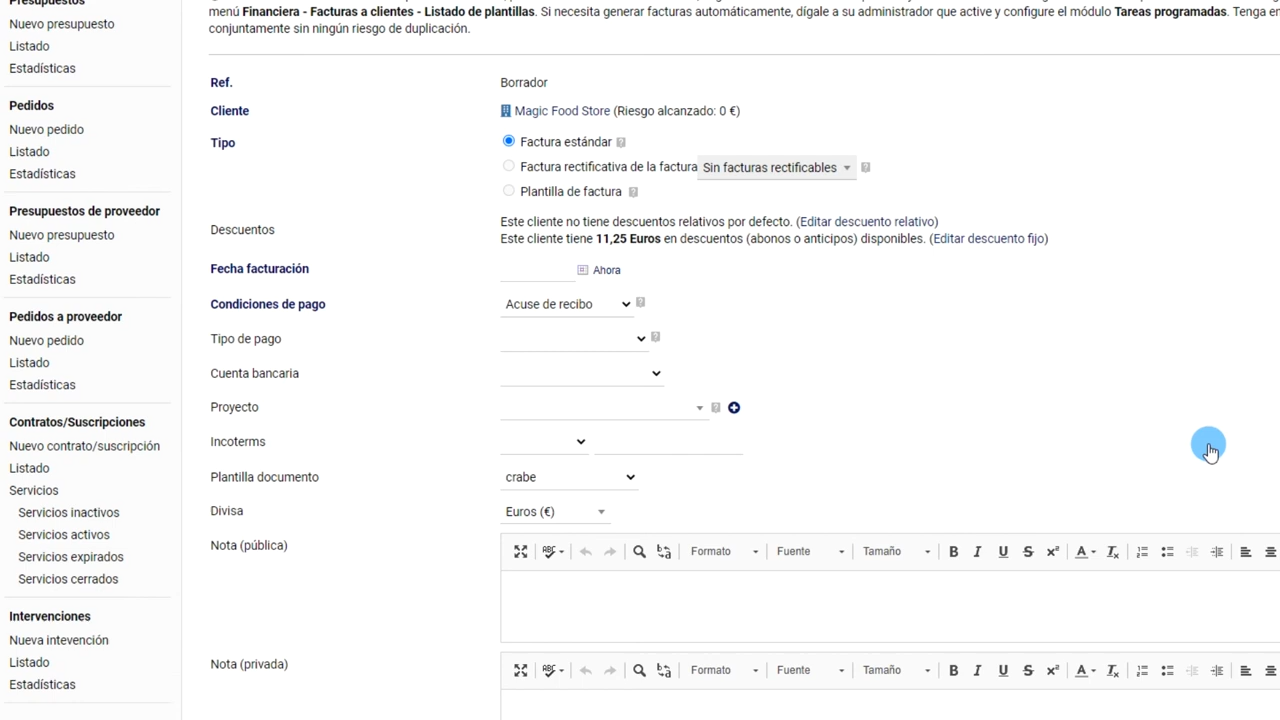 Presupuestos
Nuevo presupuesto
Listado
Estadísticas
Pedidos
Nuevo pedido
Listado
Estadísticas
Presupuestos de proveedor
Nuevo presupuesto
Listado
Estadísticas
Pedidos a proveedor
Nuevo pedido
Listado
Estadísticas
Contratos/Suscripciones
Nuevo contrato/suscripción
Listado
Servicios
Servicios inactivos
Servicios activos
Servicios expirados
Servicios cerrados
Intervenciones
Nueva intevención
Listado
Estadísticas
menú Financiera - Facturas a clientes - Listado de plantillas. Si necesita generar facturas automáticamente, dígale a su administrador que active y configure el módulo Tareas programadas. Tenga en
conjuntamente sin ningún riesgo de duplicación.
Ref. Borrador
Cliente Magic Food Store (Riesgo alcanzado: 0 €)
Tipo Factura estándar ?
Factura rectificativa de la factura Sin facturas rectificables ?
Plantilla de factura ?
Descuentos Este cliente no tiene descuentos relativos por defecto. (Editar descuento relativo)
Este cliente tiene 11,25 Euros en descuentos (abonos o anticipos) disponibles. (Editar descuento fijo)
Fecha facturación Ahora
Condiciones de pago Acuse de recibo ?
Tipo de pago ?
Cuenta bancaria
Proyecto ?
Incoterms
Plantilla documento crabe
Divisa Euros (€)
Nota (pública) Formato Fuente Tamaño B I U S x² A Tx
Nota (privada) Formato Fuente Tamaño B I U S x² A Tx